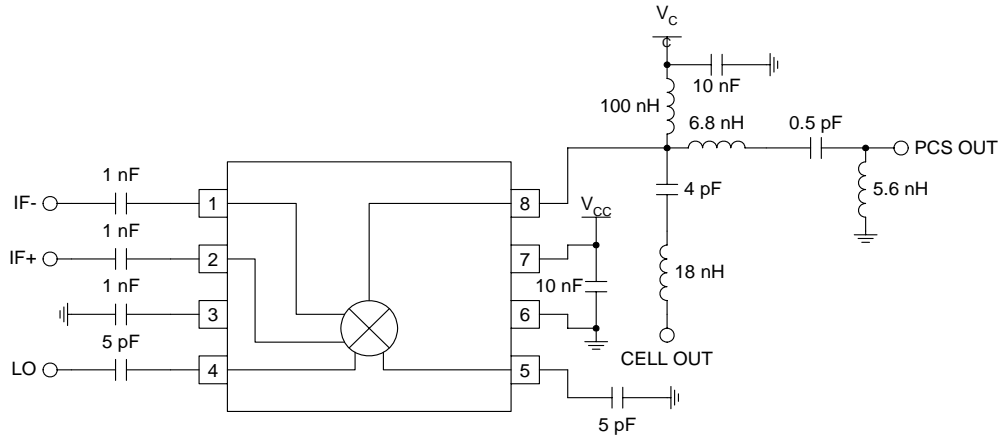 V_C
C
10 nF
100 nH
6.8 nH
0.5 pF
PCS OUT
5.6 nH
4 pF
18 nH
CELL OUT
IF-
1 nF
1
8
IF+
1 nF
2
V_CC
7
10 nF
1 nF
3
6
LO
5 pF
4
5
5 pF